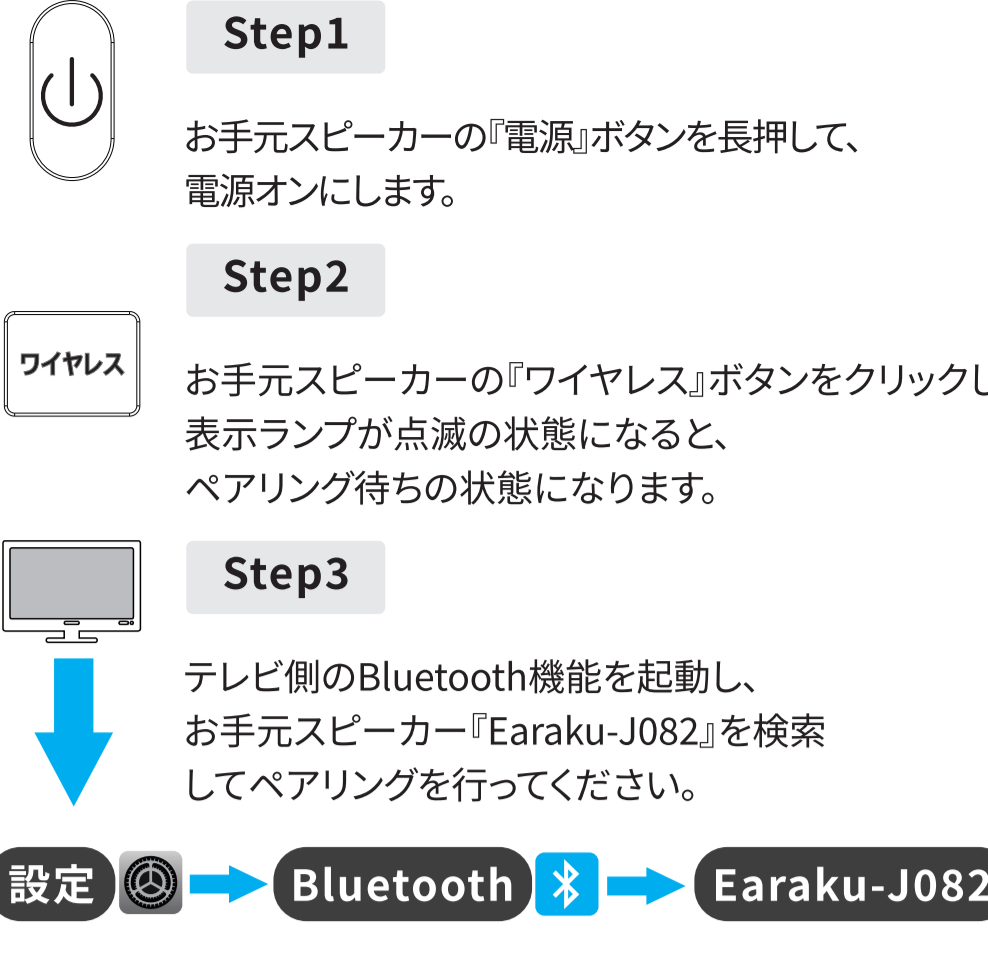 Step1
お手元スピーカーの『電源』ボタンを長押して、
電源オンにします。
Step2
ワイヤレス
お手元スピーカーの『ワイヤレス』ボタンをクリックし
表示ランプが点滅の状態になると、
ペアリング待ちの状態になります。
Step3
テレビ側のBluetooth機能を起動し、
お手元スピーカー『Earaku-J082』を検索
してペアリングを行ってください。
設定 Bluetooth Earaku-J082